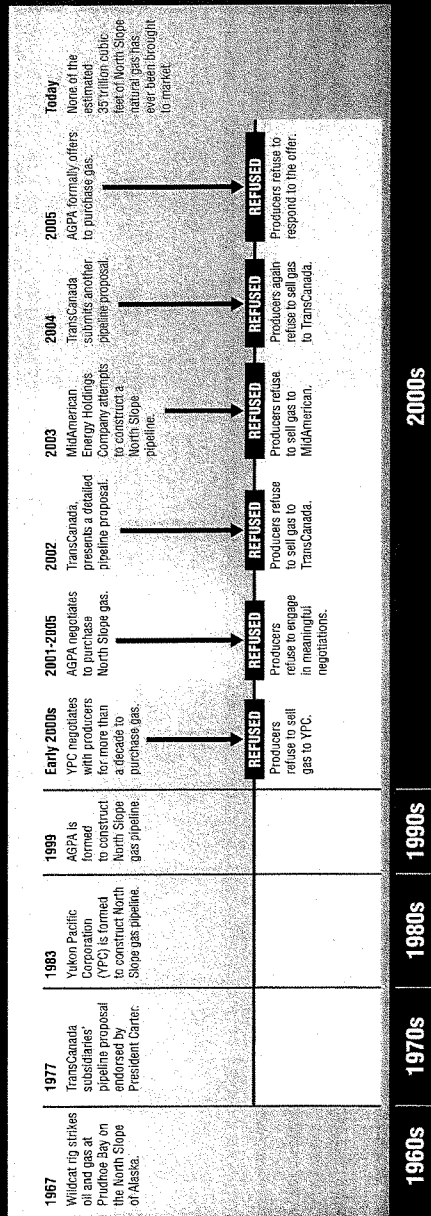 1967
Wildcat rig strikes
oil and gas at
Prudhoe Bay on
the North Slope
of Alaska.
1977
TransCanada
subsidiaries'
pipeline proposal
endorsed by
President Carter.
1983
Yukon Pacific
Corporation
(YPC) is formed
to construct North
Slope gas pipeline.
1999
AGPA is
formed
to construct
North Slope
gas pipeline.
Early 2000s
YPC negotiates
with producers
for more than
a decade to
purchase gas.
REFUSED
Producers
refuse to sell
gas to YPC.
2001-2005
AGPA negotiates
to purchase
North Slope gas.
REFUSED
Producers
refuse to engage
in meaningful
negotiations.
2002
TransCanada,
presents a detailed
pipeline proposal.
REFUSED
Producers refuse
to sell gas to
TransCanada.
2003
MidAmerican
Energy Holdings
Company attempts
to construct a
North Slope
pipeline.
REFUSED
Producers refuse
to sell gas to
MidAmerican.
2004
TransCanada
submits another
pipeline proposal.
REFUSED
Producers again
refuse to sell gas
to TransCanada.
2005
AGPA formally offers
to purchase gas.
REFUSED
Producers refuse to
respond to the offer.
Today
None of the
estimated
35 trillion cubic
feet of North Slope
natural gas has
ever been brought
to market.
1960s
1970s
1980s
1990s
2000s